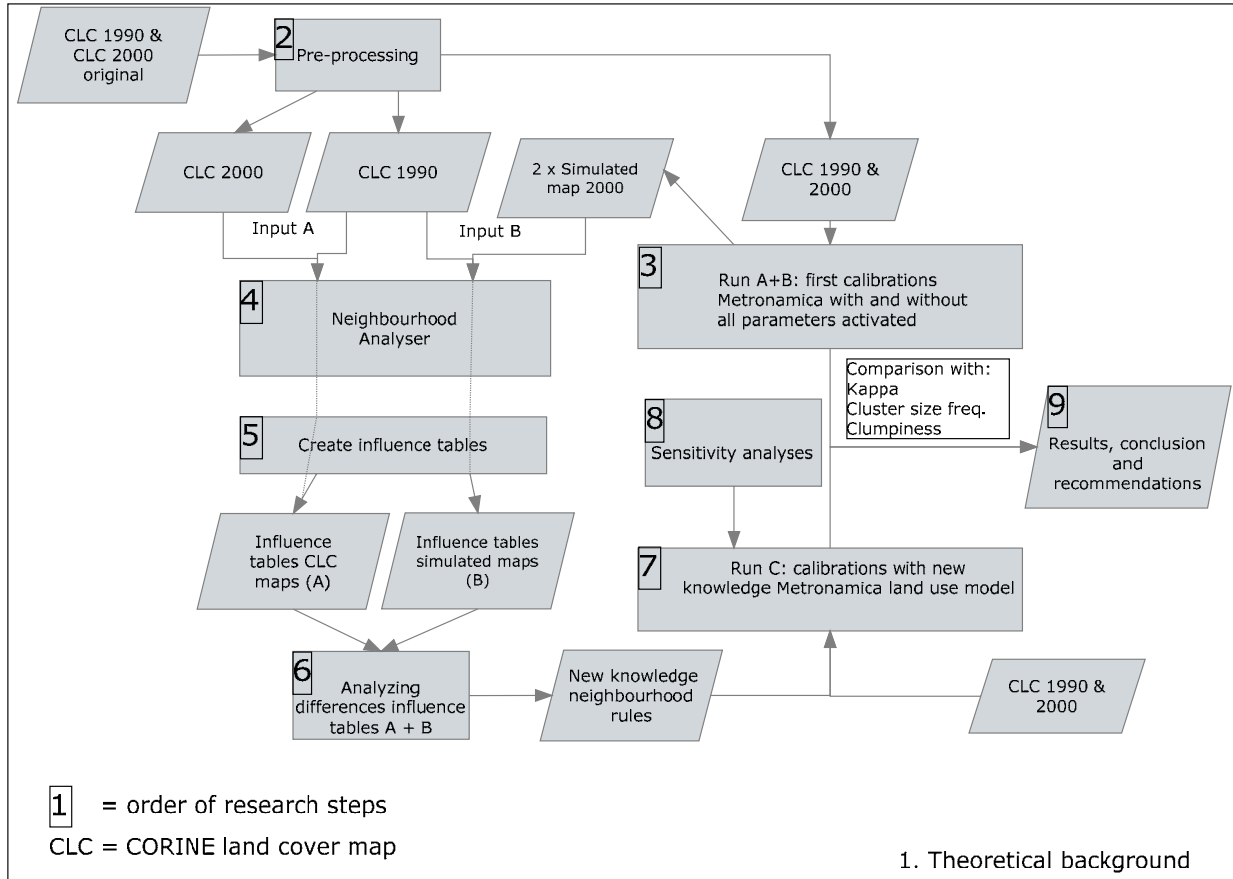 CLC 1990 &
CLC 2000
original
2
Pre-processing
CLC 2000
CLC 1990
2 x Simulated
map 2000
CLC 1990 &
2000
Input A
Input B
3
Run A+B: first calibrations
Metronamica with and without
all parameters activated
4
Neighbourhood
Analyser
Comparison with:
Kappa
Cluster size freq.
Clumpiness
5
Create influence tables
8
Sensitivity analyses
9
Results, conclusion
and
recommendations
Influence
tables CLC
maps (A)
Influence tables
simulated maps
(B)
7
Run C: calibrations with new
knowledge Metronamica land use model
6
Analyzing
differences influence
tables A + B
New knowledge
neighbourhood
rules
CLC 1990 &
2000
1 = order of research steps
CLC = CORINE land cover map
1. Theoretical background